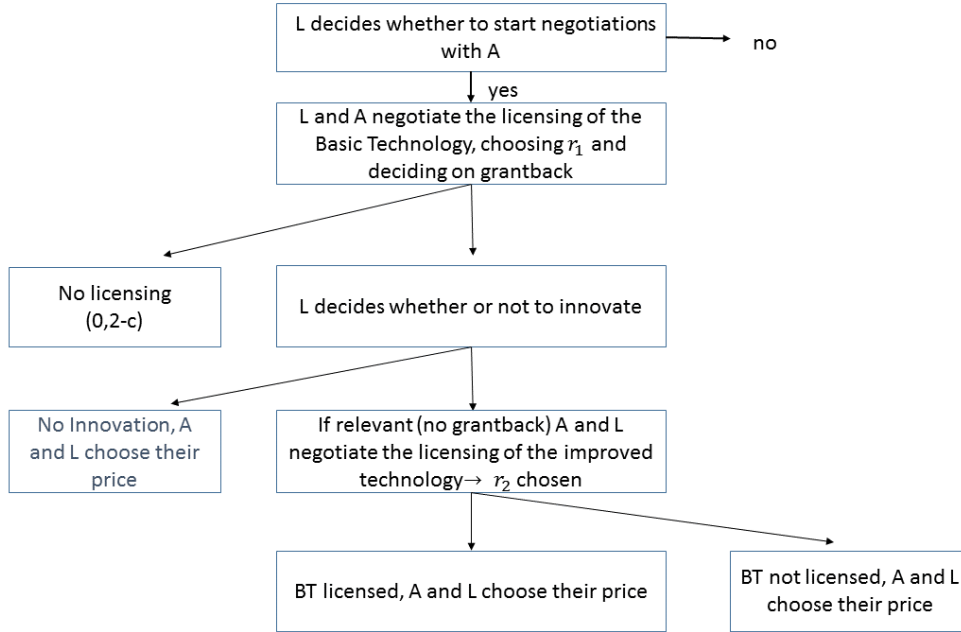 L decides whether to start negotiations
with A
no
yes
L and A negotiate the licensing of the
Basic Technology, choosing r₁ and
deciding on grantback
No licensing
(0,2-c)
L decides whether or not to innovate
No Innovation, A
and L choose their
price
If relevant (no grantback) A and L
negotiate the licensing of the improved
technology→ r₂ chosen
BT licensed, A and L choose their price
BT not licensed, A and L
choose their price